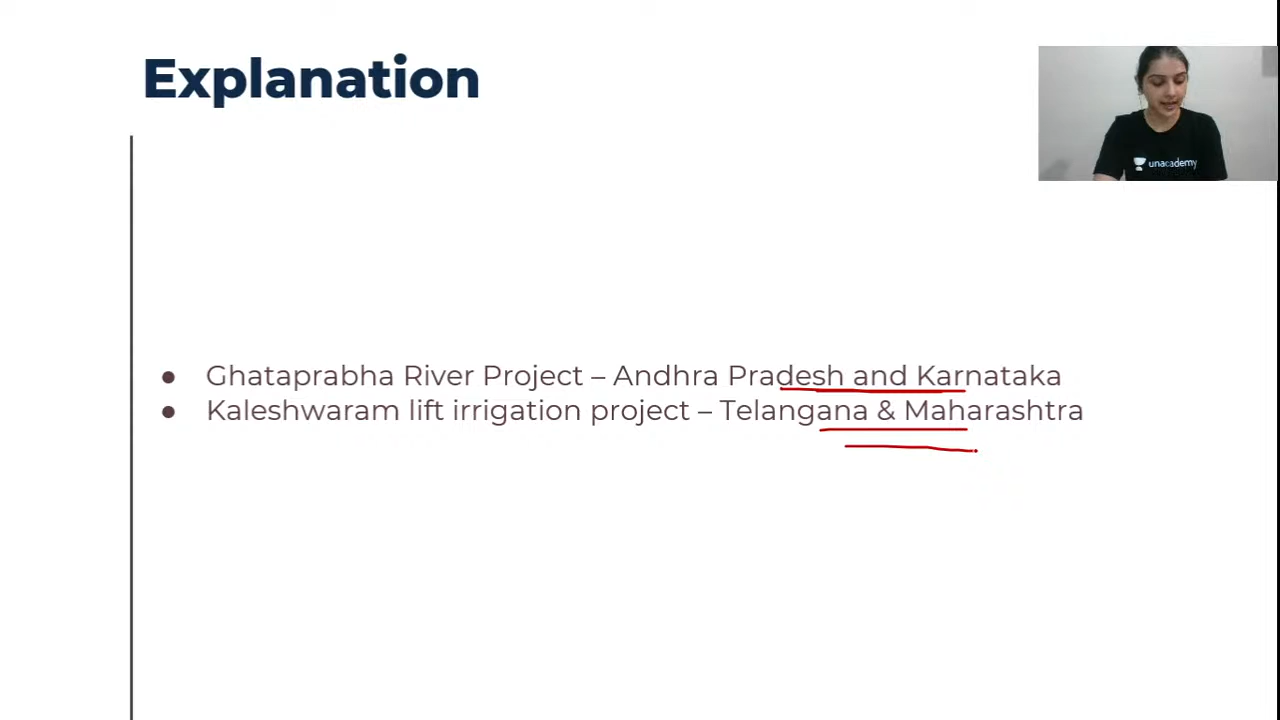 Explanation
unacademy
● Ghataprabha River Project – Andhra Pradesh and Karnataka
● Kaleshwaram lift irrigation project – Telangana & Maharashtra